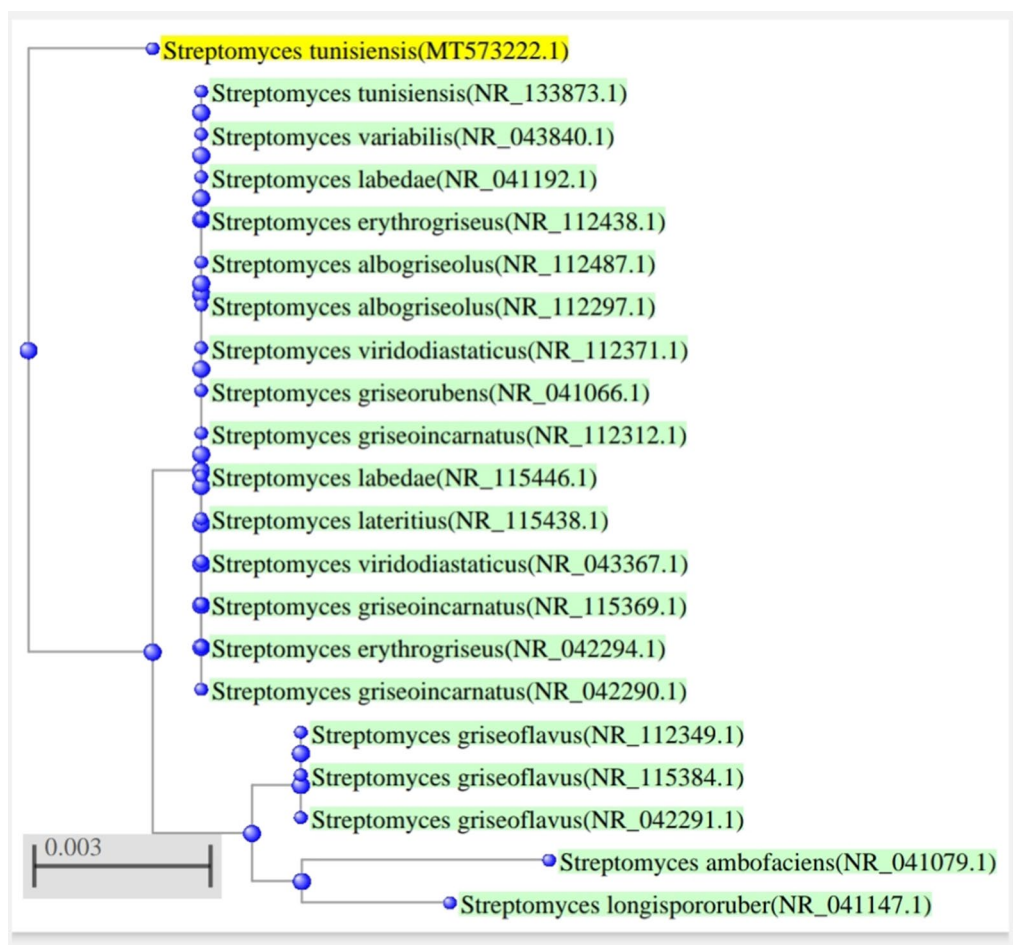 Streptomyces tunisiensis(MT573222.1)
Streptomyces tunisiensis(NR_133873.1)
Streptomyces variabilis(NR_043840.1)
Streptomyces labedae(NR_041192.1)
Streptomyces erythrogriseus(NR_112438.1)
Streptomyces albogriseolus(NR_112487.1)
Streptomyces albogriseolus(NR_112297.1)
Streptomyces viridodiastaticus(NR_112371.1)
Streptomyces griseorubens(NR_041066.1)
Streptomyces griseoincarnatus(NR_112312.1)
Streptomyces labedae(NR_115446.1)
Streptomyces lateritius(NR_115438.1)
Streptomyces viridodiastaticus(NR_043367.1)
Streptomyces griseoincarnatus(NR_115369.1)
Streptomyces erythrogriseus(NR_042294.1)
Streptomyces griseoincarnatus(NR_042290.1)
Streptomyces griseoflavus(NR_112349.1)
Streptomyces griseoflavus(NR_115384.1)
Streptomyces griseoflavus(NR_042291.1)
0.003
Streptomyces ambofaciens(NR_041079.1)
Streptomyces longispororuber(NR_041147.1)